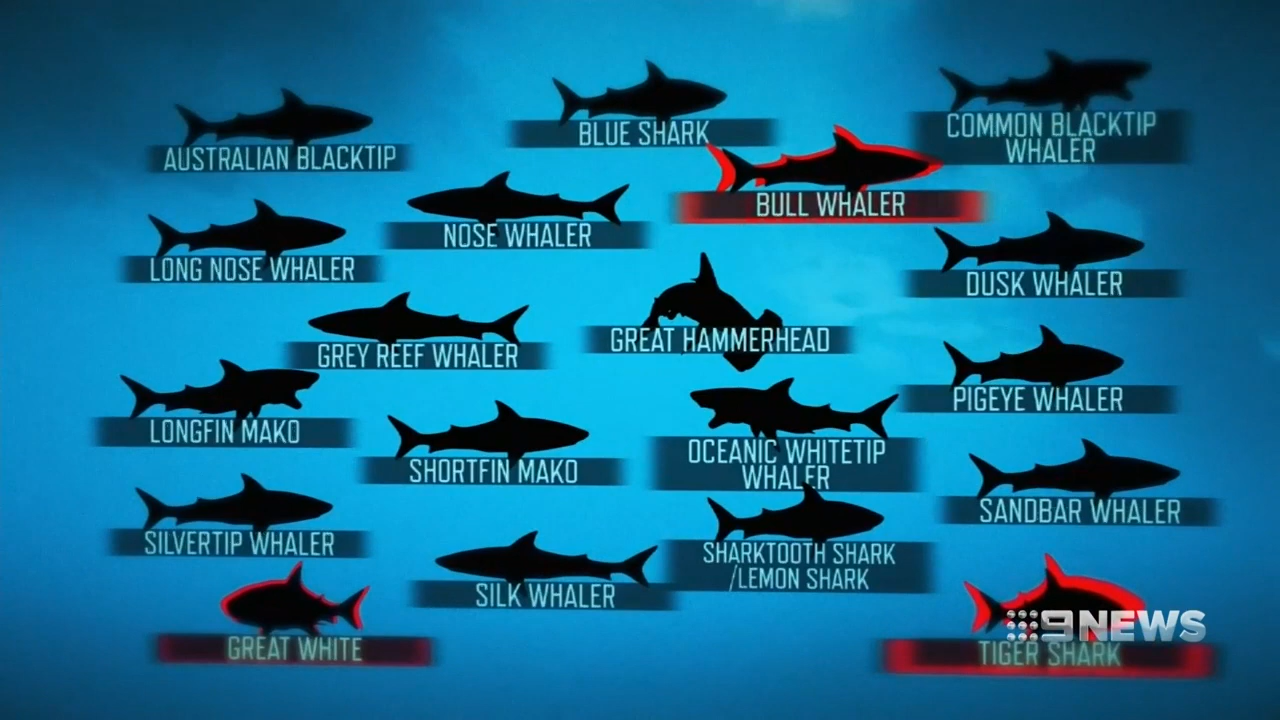 AUSTRALIAN BLACKTIP
BLUE SHARK
COMMON BLACKTIP
WHALER
BULL WHALER
NOSE WHALER
LONG NOSE WHALER
DUSK WHALER
GREY REEF WHALER
GREAT HAMMERHEAD
PIGEYE WHALER
LONGFIN MAKO
SHORTFIN MAKO
OCEANIC WHITETIP
WHALER
SANDBAR WHALER
SILVERTIP WHALER
SILK WHALER
SHARKTOOTH SHARK
/LEMON SHARK
GREAT WHITE
TIGER SHARK
9NEWS